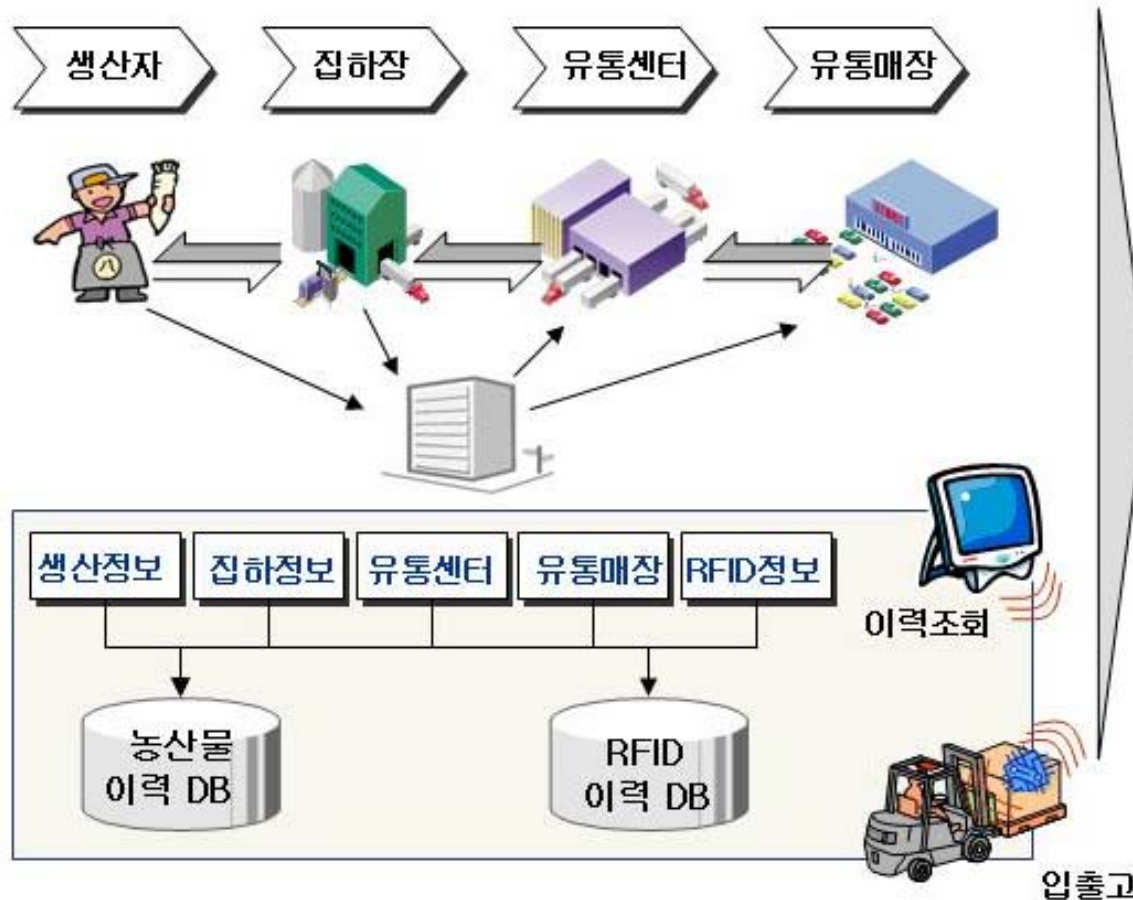 생산자
집하장
유통센터
유통매장
생산정보
집하정보
유통센터
유통매장
RFID정보
이력조회
농산물
이력 DB
RFID
이력 DB
입출고